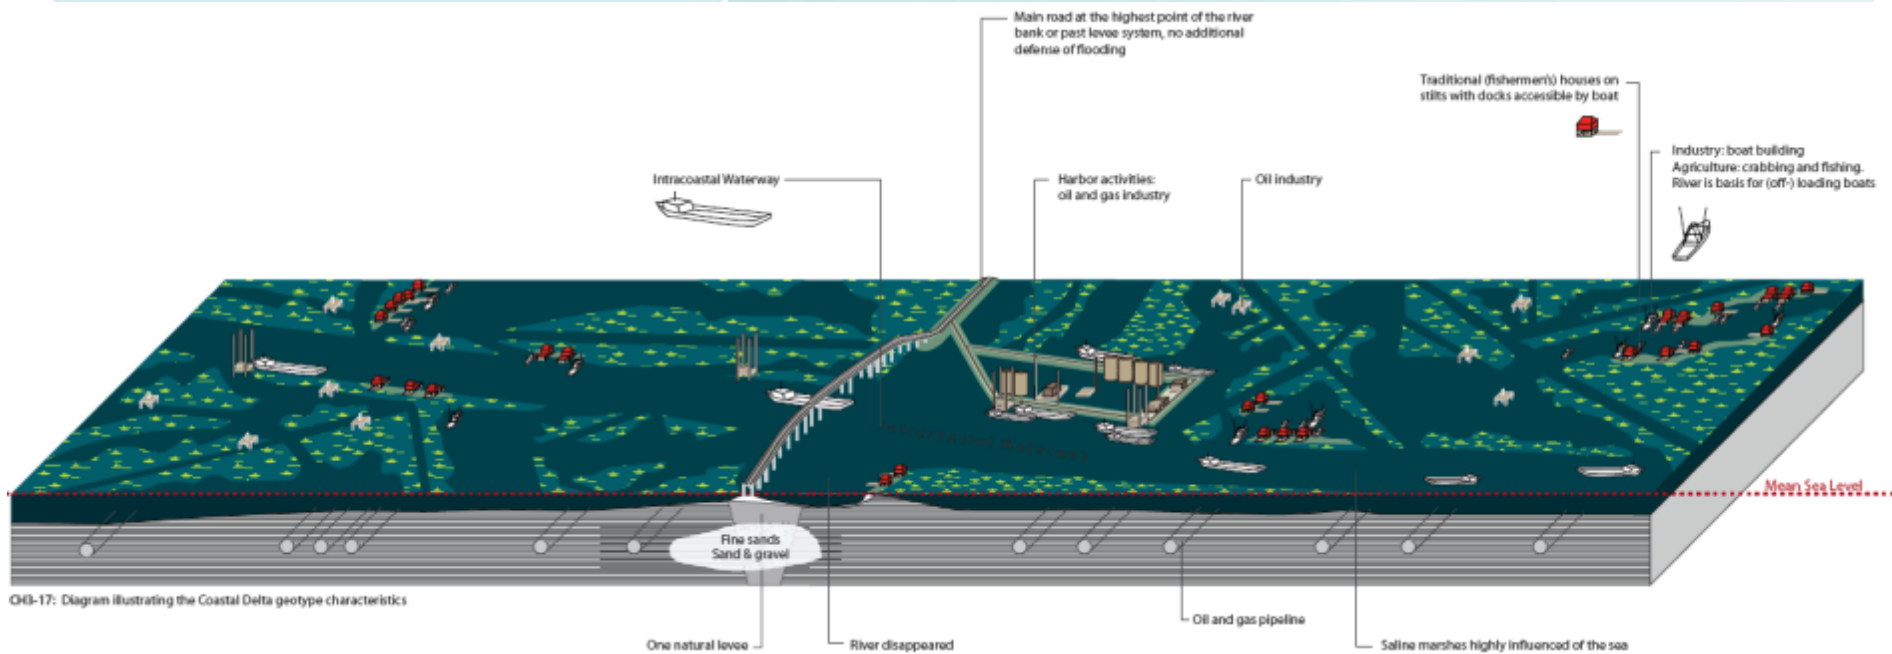 Main road at the highest point of the river
bank or past levee system, no additional
defense of flooding
Traditional (fishermen's) houses on
stilts with docks accessible by boat
Industry: boat building
Agriculture: crabbing and fishing.
River is basis for (off-) loading boats
Intracoastal Waterway
Harbor activities:
oil and gas industry
Oil industry
Intracoastal Waterway
Mean Sea Level
Fine sands
Sand & gravel
CH3-17: Diagram illustrating the Coastal Delta geotype characteristics
Oil and gas pipeline
One natural levee
River disappeared
Saline marshes highly influenced of the sea